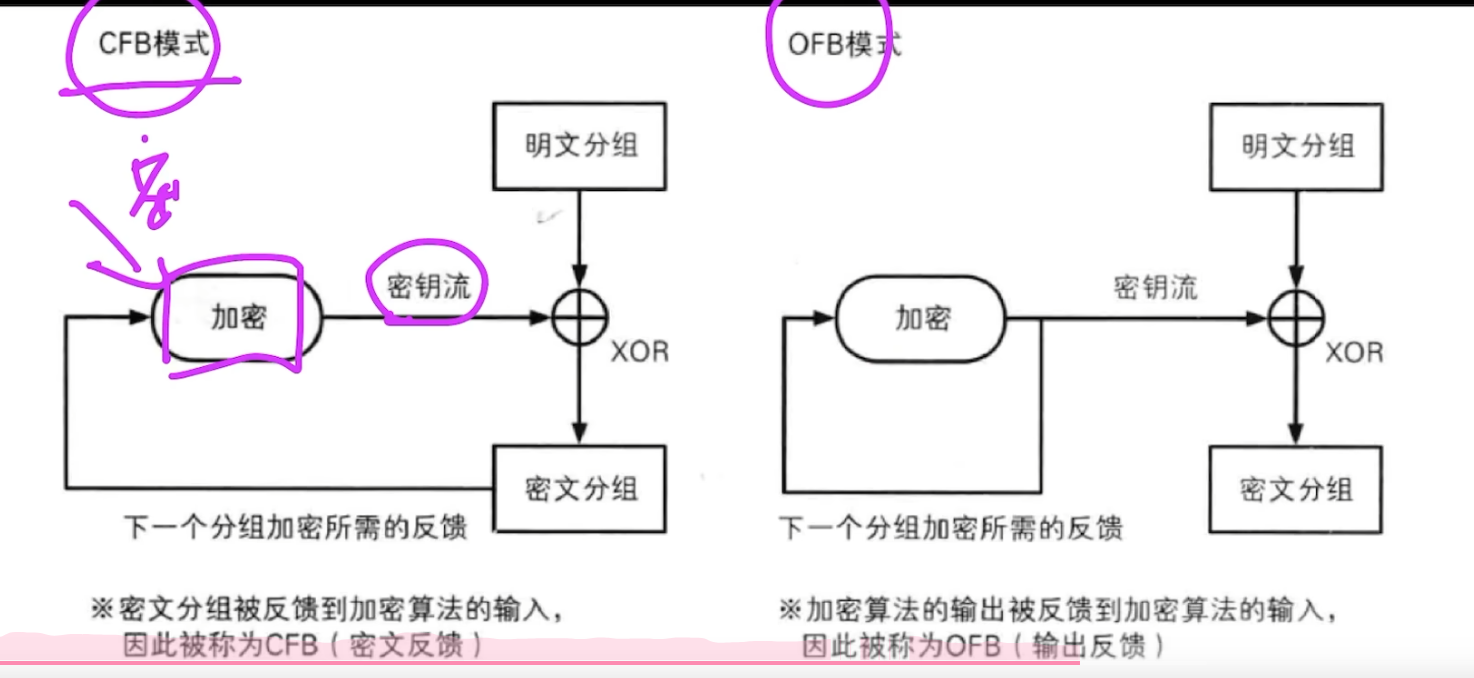 CFB模式
密
明文分组
加密
密钥流
XOR
密文分组
下一个分组加密所需的反馈
※密文分组被反馈到加密算法的输入，
因此被称为CFB（密文反馈）
OFB模式
明文分组
加密
密钥流
XOR
密文分组
下一个分组加密所需的反馈
※加密算法的输出被反馈到加密算法的输入，
因此被称为OFB（输出反馈）